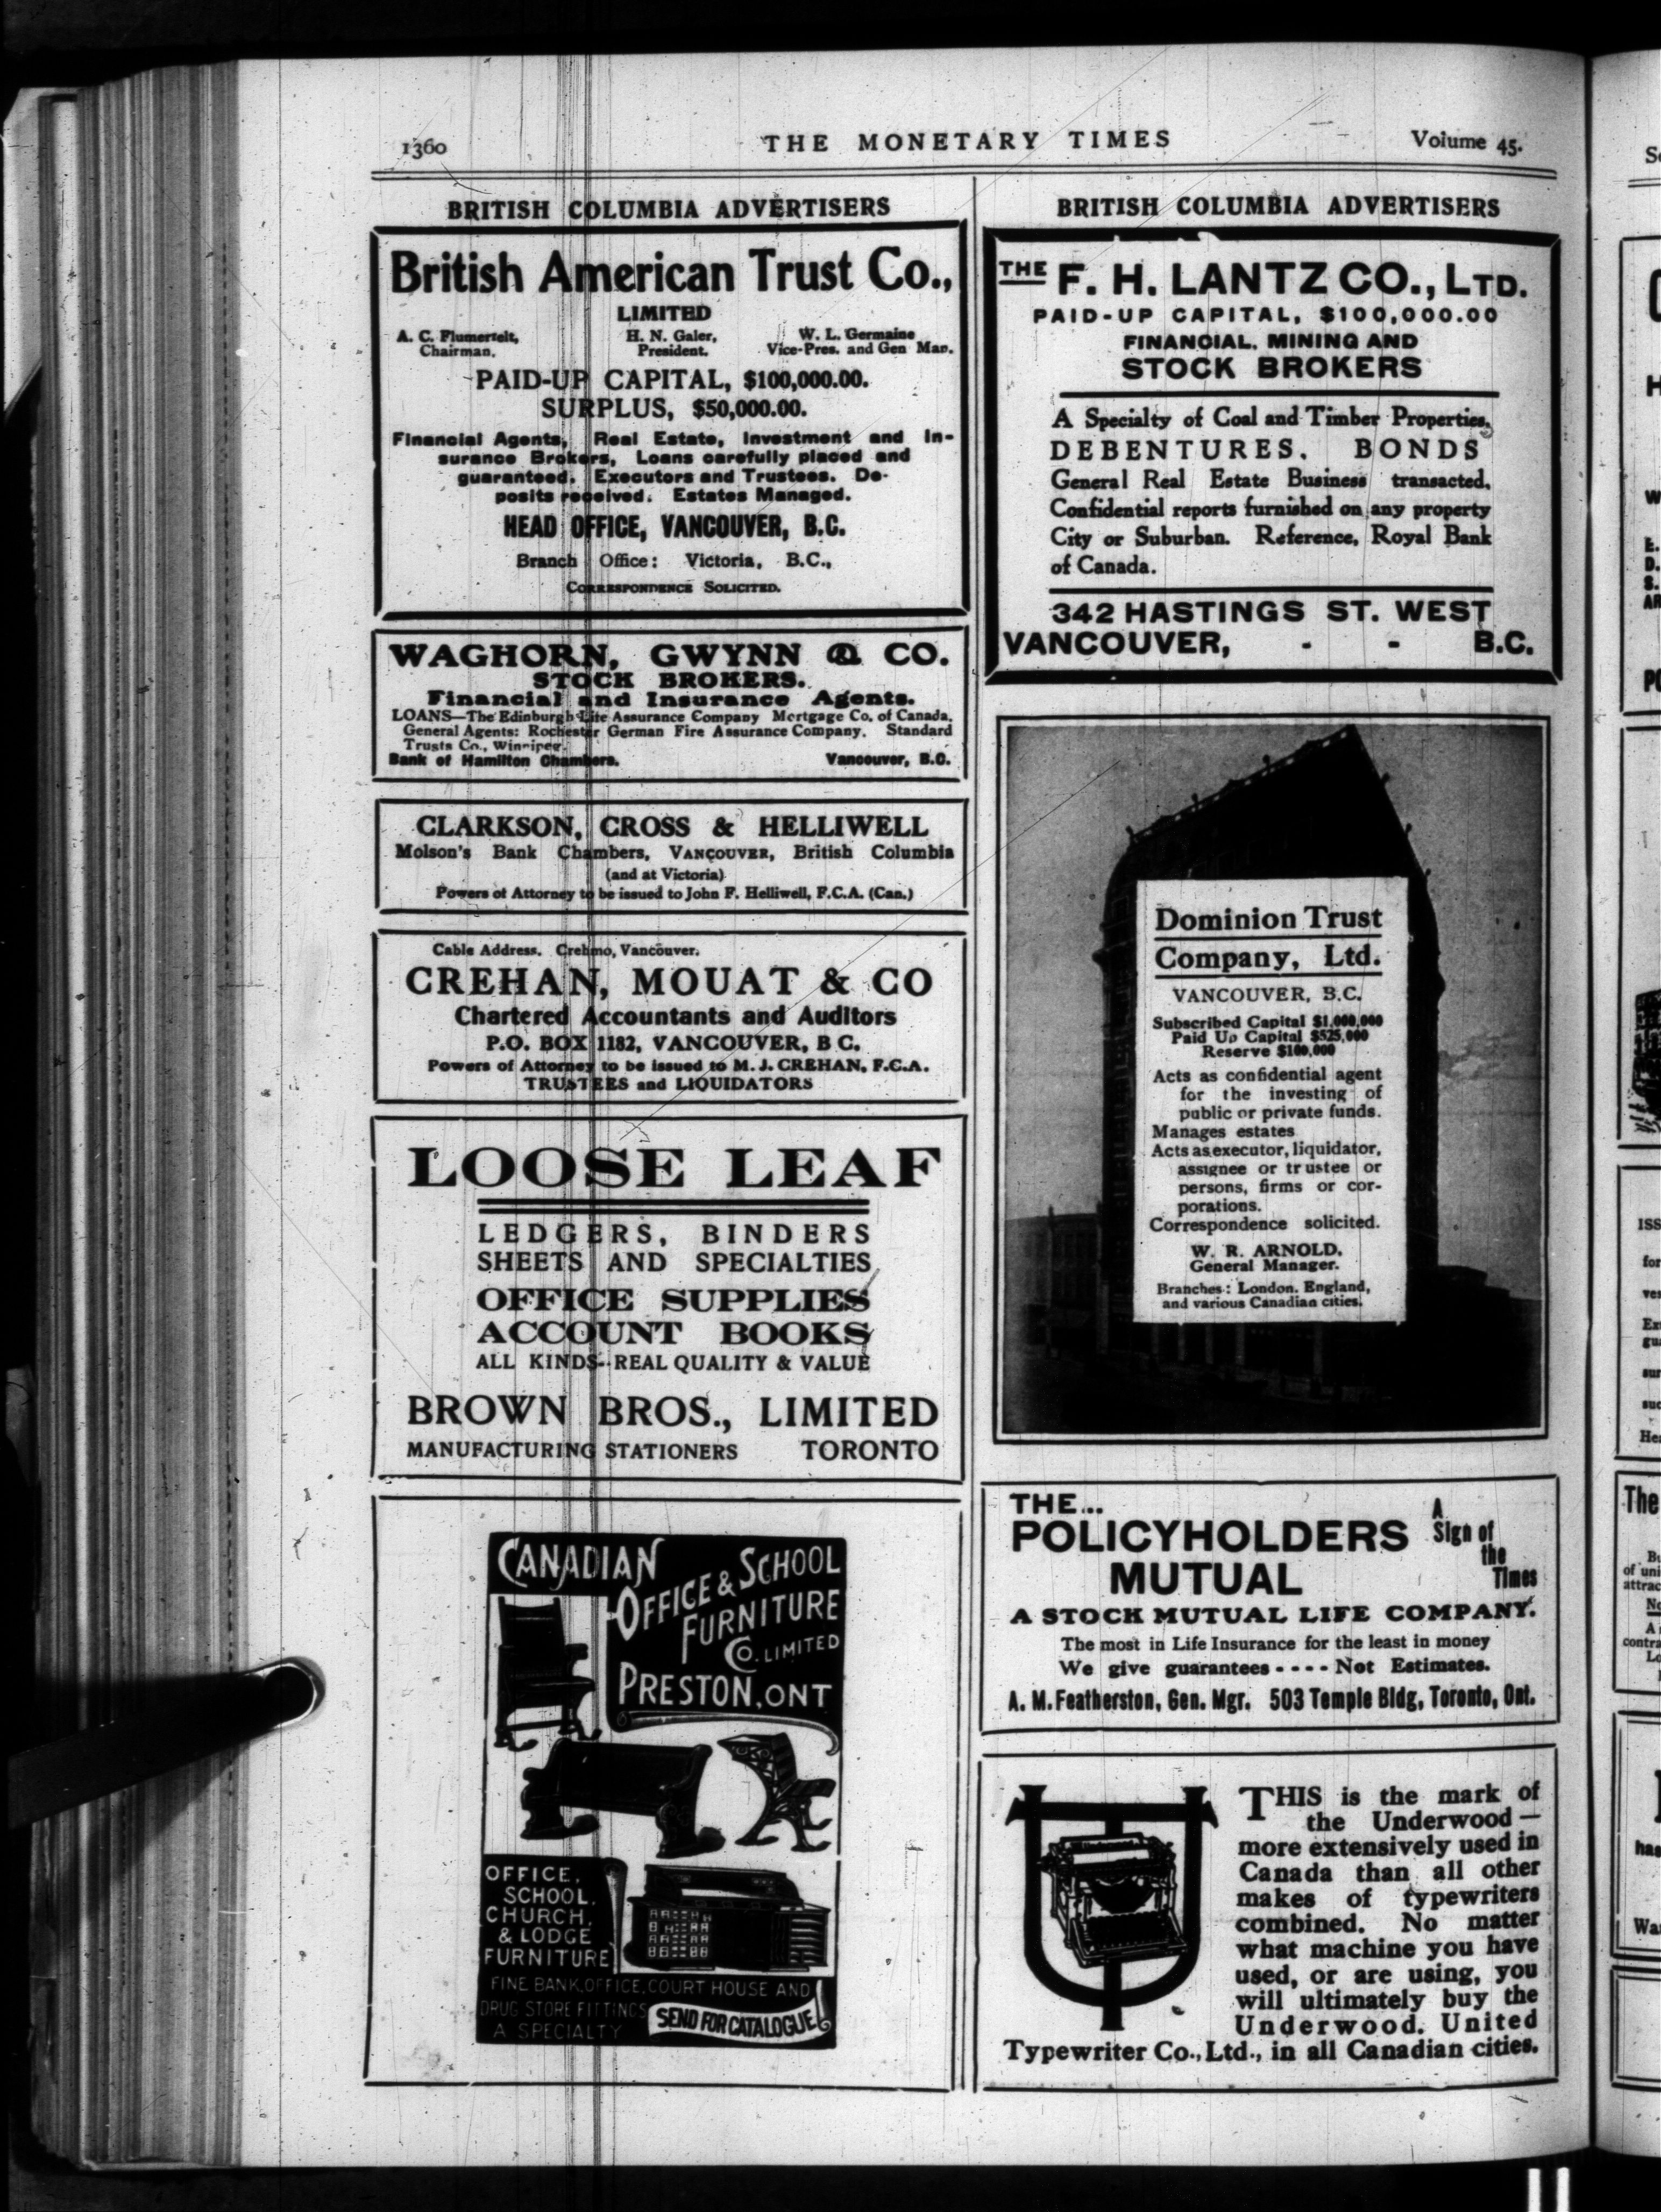 1360
THE MONETARY TIMES
Volume 45.
BRITISH COLUMBIA ADVERTISERS
British American Trust Co.,
LIMITED
A. C. Flumerfelt, H. N. Galer, W. L. Germaine
Chairman. President. Vice-Pres. and Gen Man.
PAID-UP CAPITAL, $100,000.00.
SURPLUS, $50,000.00.
Financial Agents, Real Estate, Investment and In-
surance Brokers, Loans carefully placed and
guaranteed. Executors and Trustees. De-
posits received. Estates Managed.
HEAD OFFICE, VANCOUVER, B.C.
Branch Office: Victoria, B.C.,
CORRESPONDENCE SOLICITED.
WAGHORN, GWYNN & CO.
STOCK BROKERS.
Financial and Insurance Agents.
LOANS—The Edinburgh Life Assurance Company Mortgage Co. of Canada.
General Agents: Rochester German Fire Assurance Company. Standard
Trusts Co., Winnipeg.
Bank of Hamilton Chambers. Vancouver, B.C.
CLARKSON, CROSS & HELLIWELL
Molson's Bank Chambers, VANCOUVER, British Columbia
(and at Victoria)
Powers of Attorney to be issued to John F. Helliwell, F.C.A. (Can.)
Cable Address. Crehmo, Vancouver.
CREHAN, MOUAT & CO
Chartered Accountants and Auditors
P.O. BOX 1182, VANCOUVER, B C.
Powers of Attorney to be issued to M. J. CREHAN, F.C.A.
TRUSTEES and LIQUIDATORS
LOOSE LEAF
LEDGERS, BINDERS
SHEETS AND SPECIALTIES
OFFICE SUPPLIES
ACCOUNT BOOKS
ALL KINDS--REAL QUALITY & VALUE
BROWN BROS., LIMITED
MANUFACTURING STATIONERS TORONTO
CANADIAN
OFFICE & SCHOOL
FURNITURE
CO. LIMITED
PRESTON, ONT
OFFICE,
SCHOOL,
CHURCH,
& LODGE
FURNITURE
FINE BANK, OFFICE, COURT HOUSE AND
DRUG STORE FITTINGS
A SPECIALTY
SEND FOR CATALOGUE
BRITISH COLUMBIA ADVERTISERS
THE F. H. LANTZ CO., LTD.
PAID-UP CAPITAL, $100,000.00
FINANCIAL, MINING AND
STOCK BROKERS
A Specialty of Coal and Timber Properties.
DEBENTURES. BONDS
General Real Estate Business transacted.
Confidential reports furnished on any property
City or Suburban. Reference, Royal Bank
of Canada.
342 HASTINGS ST. WEST
VANCOUVER, - - B.C.
Dominion Trust
Company, Ltd.
VANCOUVER, B.C.
Subscribed Capital $1,000,000
Paid Up Capital $525,000
Reserve $100,000
Acts as confidential agent
for the investing of
public or private funds.
Manages estates
Acts as executor, liquidator,
assignee or trustee or
persons, firms or cor-
porations.
Correspondence solicited.
W. R. ARNOLD,
General Manager.
Branches: London. England,
and various Canadian cities.
THE...
POLICYHOLDERS
MUTUAL
A
Sign of
the
Times
A STOCK MUTUAL LIFE COMPANY.
The most in Life Insurance for the least in money
We give guarantees - - - - Not Estimates.
A. M. Featherston, Gen. Mgr. 503 Temple Bldg, Toronto, Ont.
THIS is the mark of
the Underwood—
more extensively used in
Canada than all other
makes of typewriters
combined. No matter
what machine you have
used, or are using, you
will ultimately buy the
Underwood. United
Typewriter Co., Ltd., in all Canadian cities.